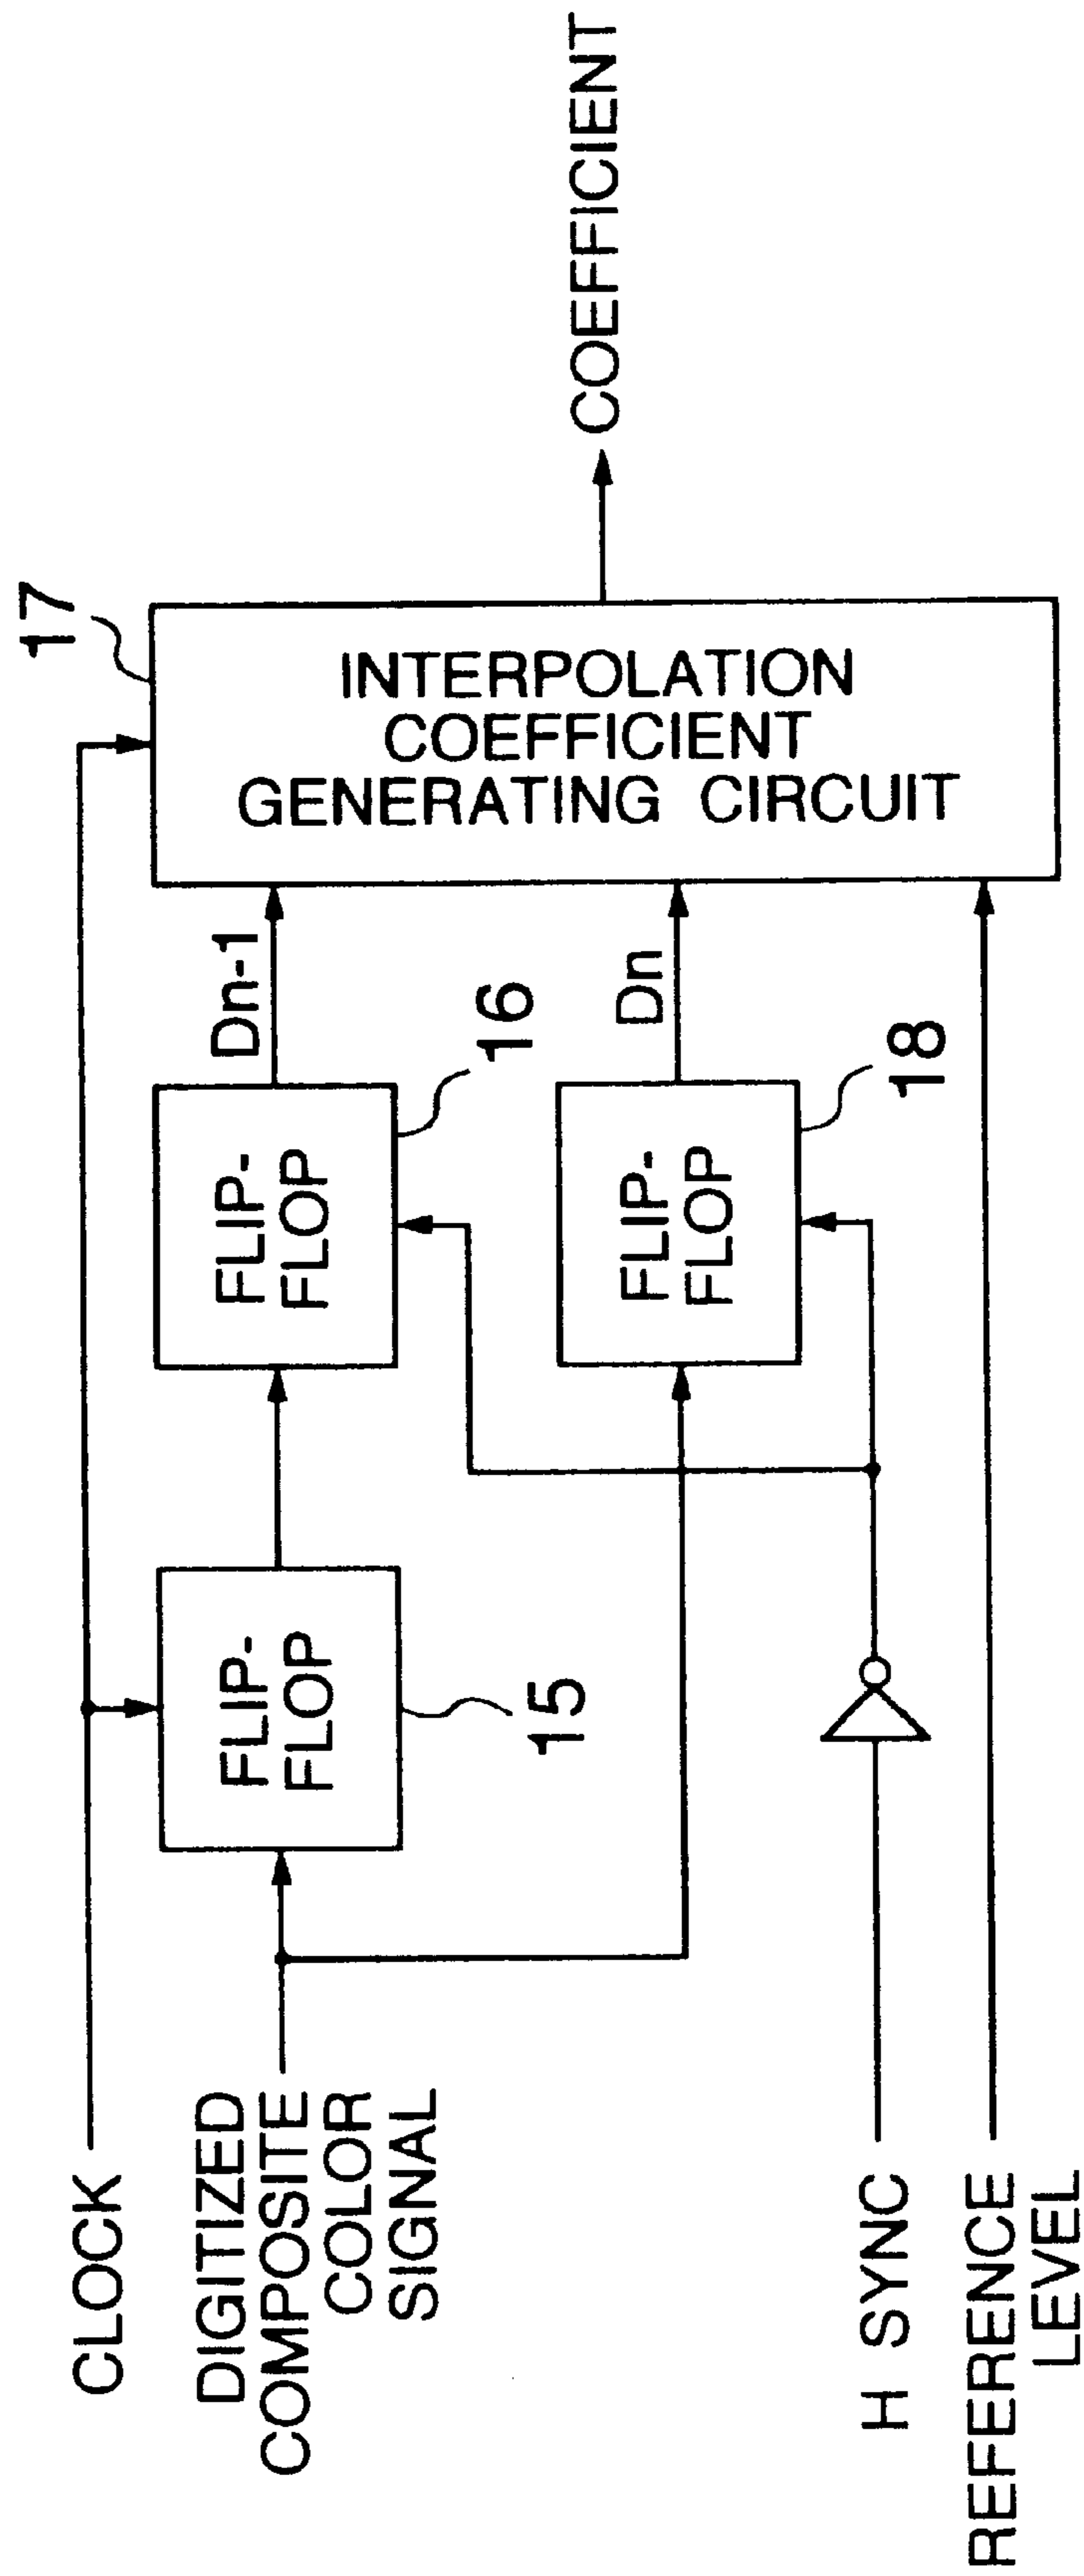 CLOCK
DIGITIZED
COMPOSITE
COLOR
SIGNAL
H SYNC
REFERENCE
LEVEL
FLIP-
FLOP
15
FLIP-
FLOP
16
Dn-1
FLIP-
FLOP
18
Dn
17
INTERPOLATION
COEFFICIENT
GENERATING CIRCUIT
COEFFICIENT